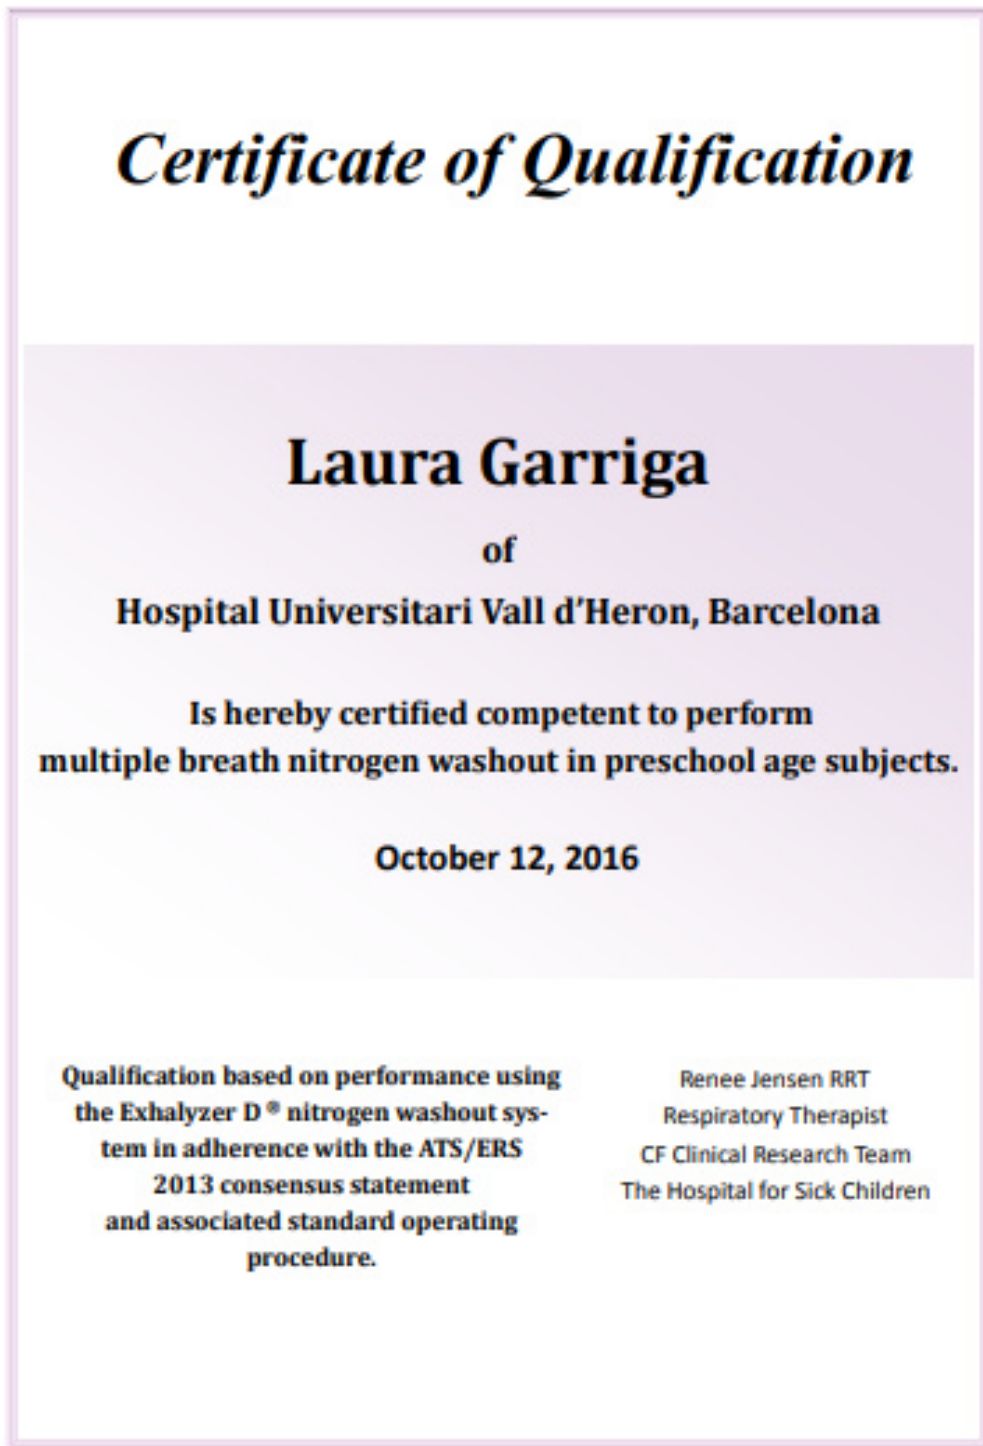 Certificate of Qualification
Laura Garriga
of
Hospital Universitari Vall d’Heron, Barcelona
Is hereby certified competent to perform
multiple breath nitrogen washout in preschool age subjects.
October 12, 2016
Qualification based on performance using
the Exhalyzer D ® nitrogen washout sys-
tem in adherence with the ATS/ERS
2013 consensus statement
and associated standard operating
procedure.
Renee Jensen RRT
Respiratory Therapist
CF Clinical Research Team
The Hospital for Sick Children